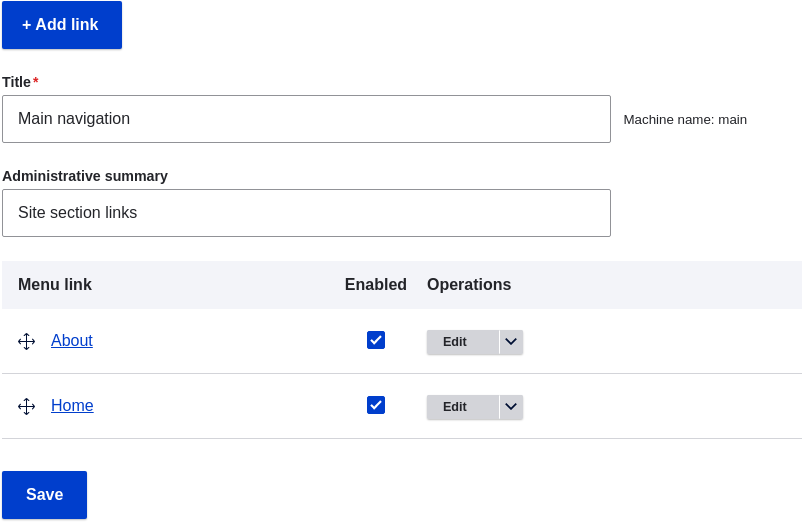 + Add link
Title*
Main navigation
Machine name: main
Administrative summary
Site section links
Menu link Enabled Operations
About Edit
Home Edit
Save